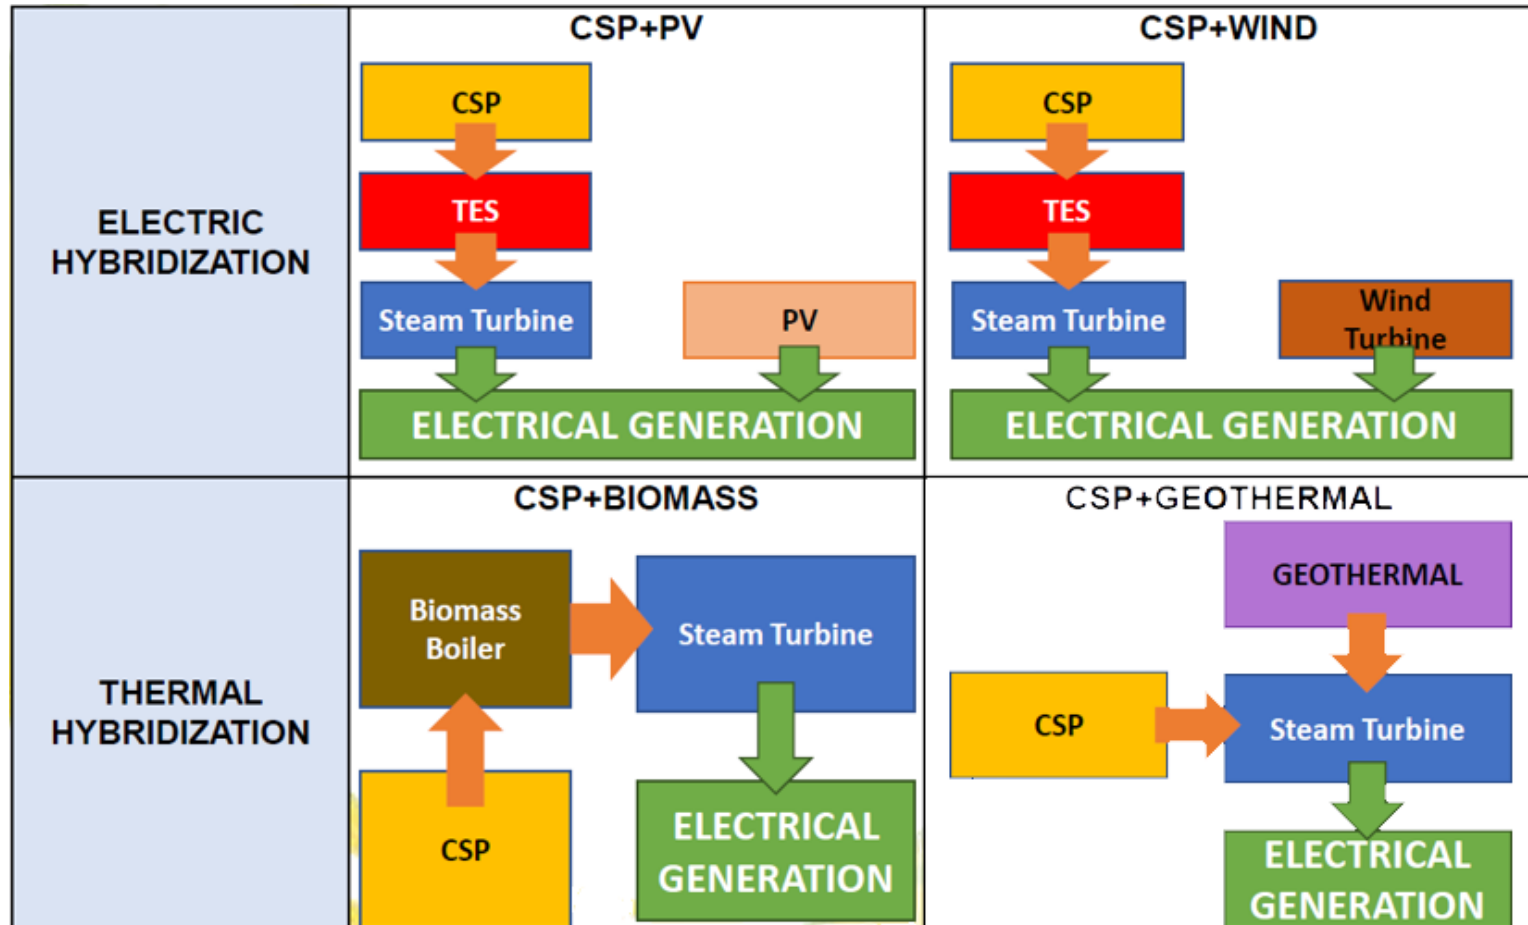 ELECTRIC
HYBRIDIZATION
CSP+PV
CSP
TES
Steam Turbine
PV
ELECTRICAL GENERATION
CSP+WIND
CSP
TES
Steam Turbine
Wind
Turbine
ELECTRICAL GENERATION
THERMAL
HYBRIDIZATION
CSP+BIOMASS
Biomass
Boiler
Steam Turbine
CSP
ELECTRICAL
GENERATION
CSP+GEOTHERMAL
GEOTHERMAL
CSP
Steam Turbine
ELECTRICAL
GENERATION